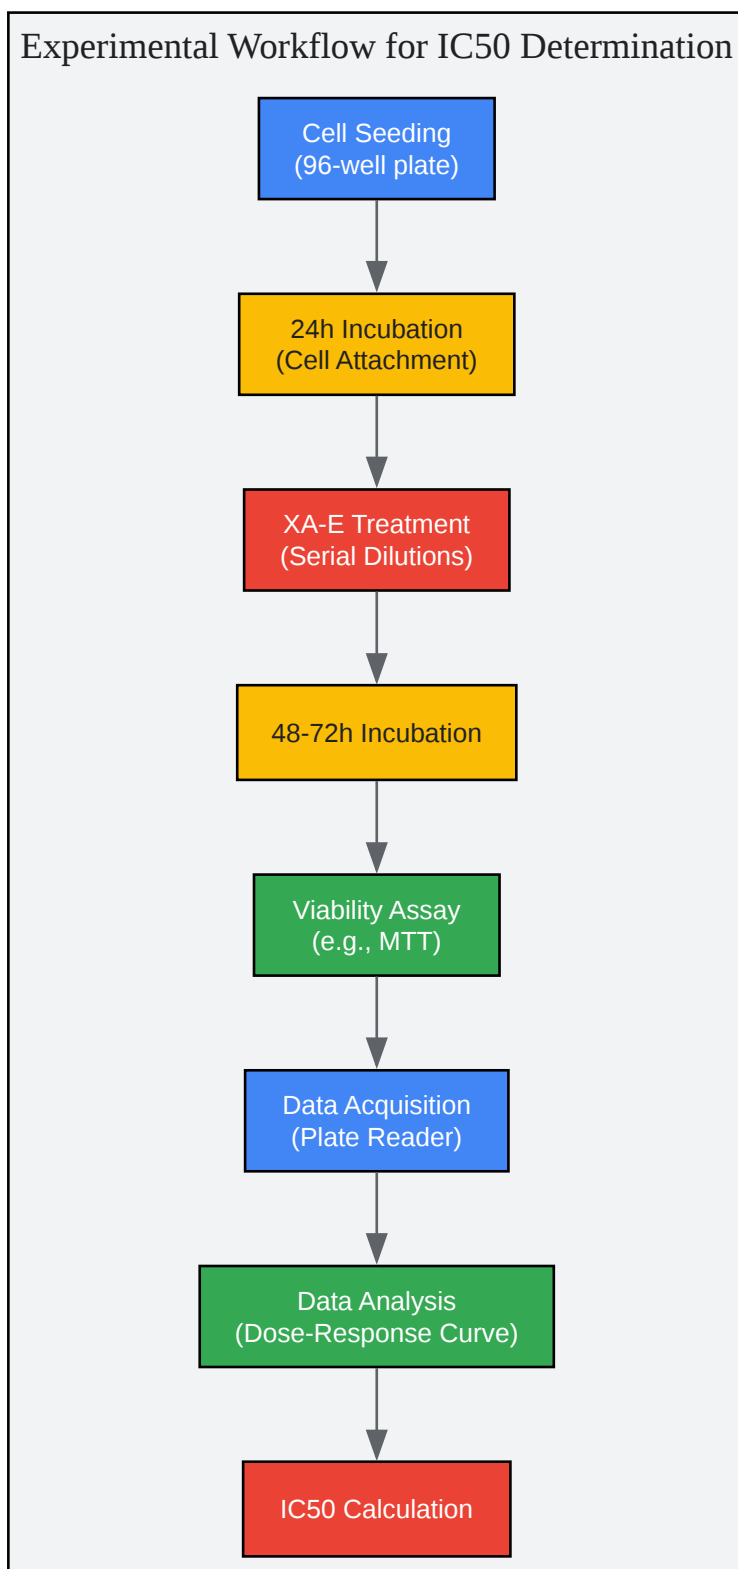 Experimental Workflow for IC50 Determination
Cell Seeding
(96-well plate)
24h Incubation
(Cell Attachment)
XA-E Treatment
(Serial Dilutions)
48-72h Incubation
Viability Assay
(e.g., MTT)
Data Acquisition
(Plate Reader)
Data Analysis
(Dose-Response Curve)
IC50 Calculation